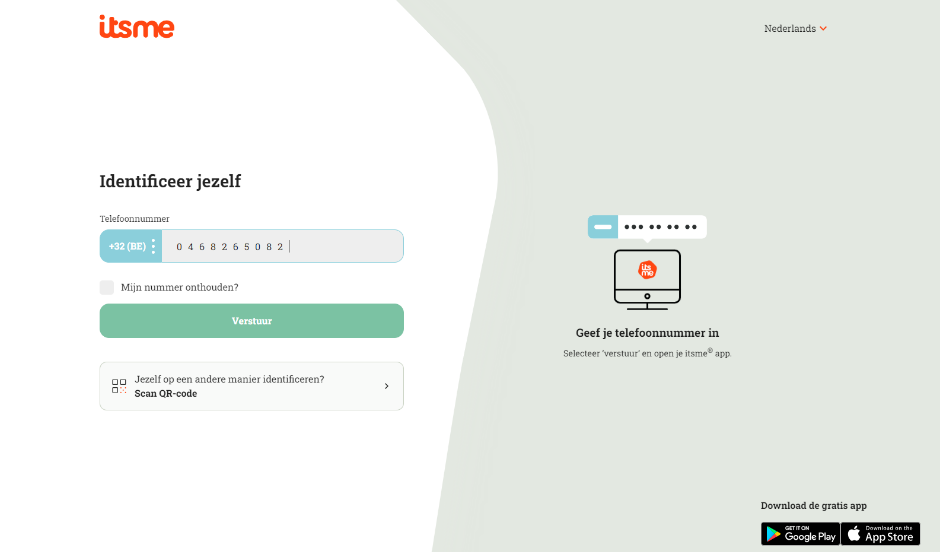 itsme
Nederlands
Identificeer jezelf
Telefoonnummer
+32 (BE)
0468265082
Mijn nummer onthouden?
Verstuur
Jezelf op een andere manier identificeren?
Scan QR-code
its
me
Geef je telefoonnummer in
Selecteer 'verstuur' en open je itsme® app.
Download de gratis app
GET IT ON
Google Play
Download on the
App Store